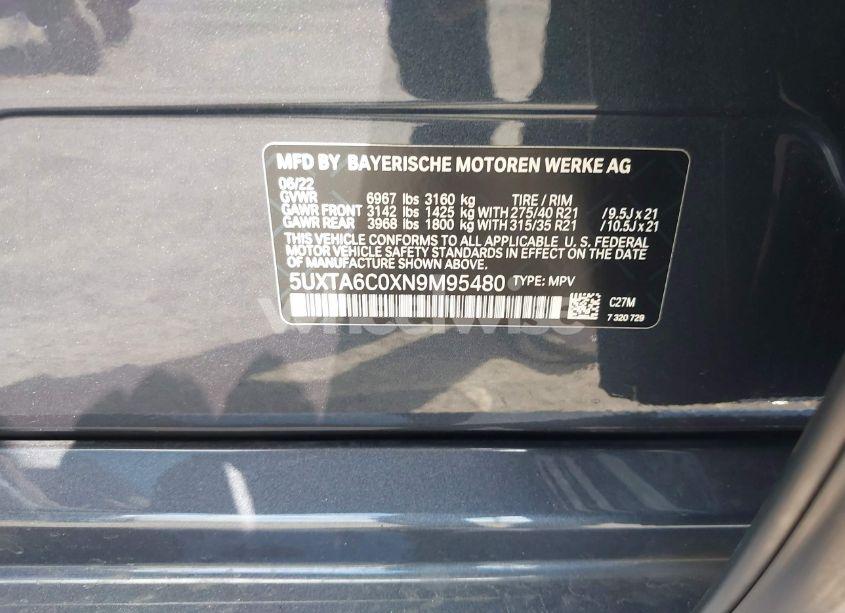 MFD BY BAYERISCHE MOTOREN WERKE AG
06/22
GVWR 6967 lbs 3160 kg TIRE / RIM
GAWR FRONT 3142 lbs 1425 kg WITH 275/40 R21 / 9.5J x 21
GAWR REAR 3968 lbs 1800 kg WITH 315/35 R21 / 10.5J x 21
THIS VEHICLE CONFORMS TO ALL APPLICABLE U. S. FEDERAL
MOTOR VEHICLE SAFETY STANDARDS IN EFFECT ON THE DATE
OF MANUFACTURE SHOWN ABOVE.
5UXTA6C0XN9M95480 TYPE: MPV
C27M
7 320 729
wheelwise